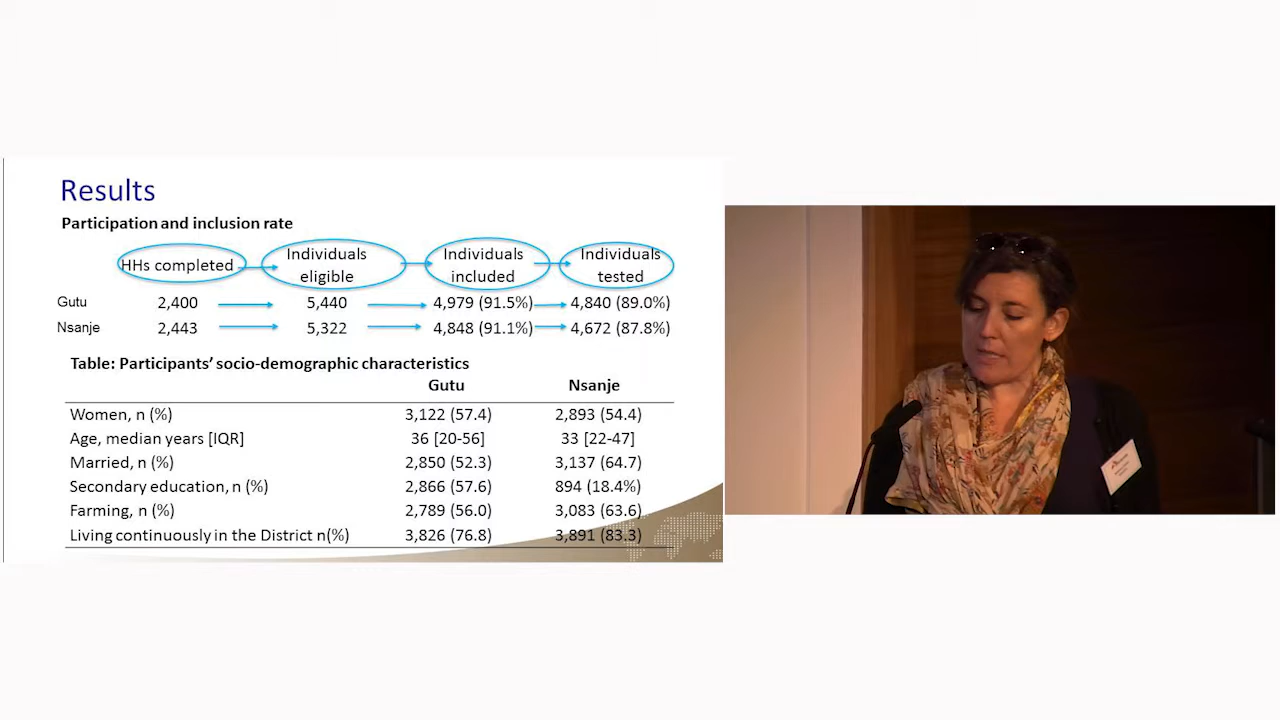 Results
Participation and inclusion rate
HHs completed Individuals eligible Individuals included Individuals tested
Gutu 2,400 5,440 4,979 (91.5%) 4,840 (89.0%)
Nsanje 2,443 5,322 4,848 (91.1%) 4,672 (87.8%)
Table: Participants' socio-demographic characteristics
Gutu Nsanje
Women, n (%) 3,122 (57.4) 2,893 (54.4)
Age, median years [IQR] 36 [20-56] 33 [22-47]
Married, n (%) 2,850 (52.3) 3,137 (64.7)
Secondary education, n (%) 2,866 (57.6) 894 (18.4%)
Farming, n (%) 2,789 (56.0) 3,083 (63.6)
Living continuously in the District n(%) 3,826 (76.8) 3,891 (83.3)